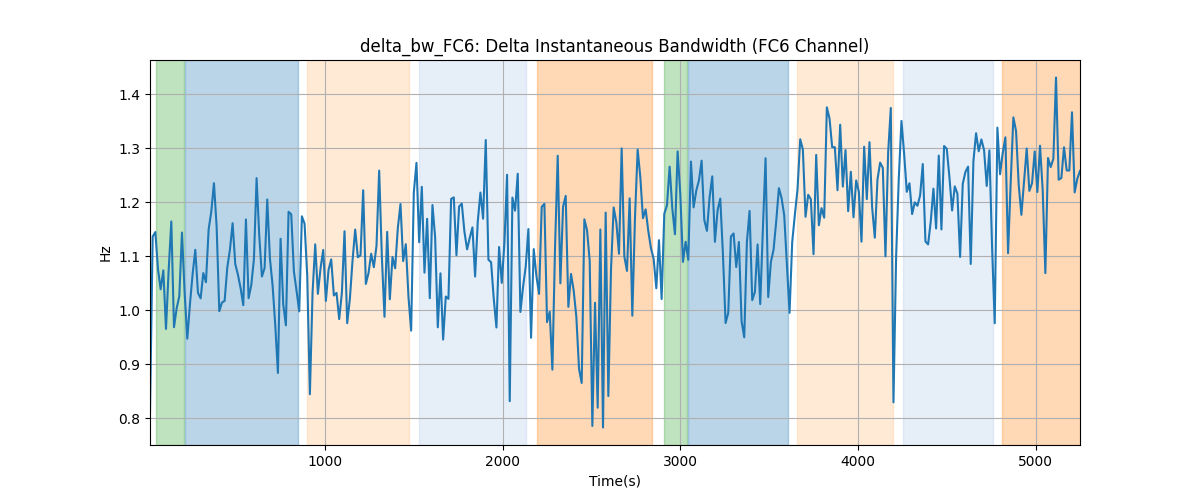 delta_bw_FC6: Delta Instantaneous Bandwidth (FC6 Channel)
1.4
1.3
1.2
1.1
1.0
0.9
0.8
Hz
1000 2000 3000 4000 5000
Time(s)